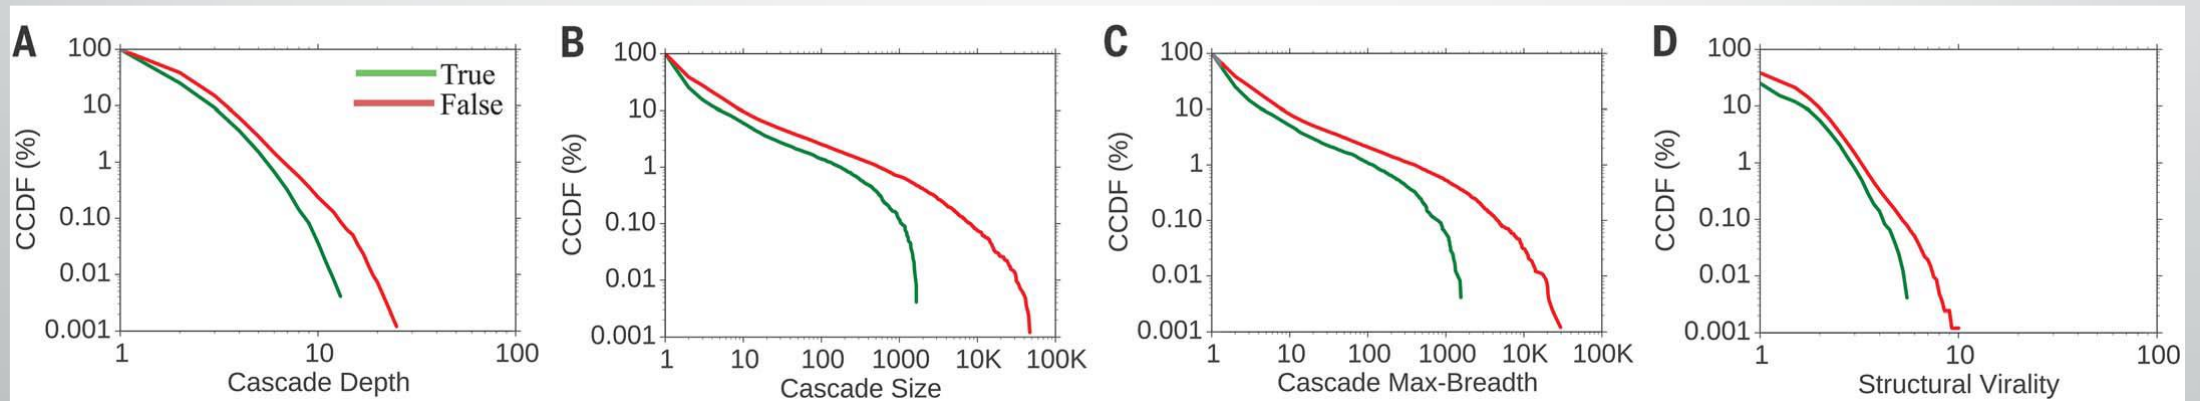 A
CCDF (%)
100
10
1
0.10
0.01
0.001
True
False
1 10 100
Cascade Depth
B
CCDF (%)
100
10
1
0.10
0.01
0.001
1 10 100 1000 10K 100K
Cascade Size
C
CCDF (%)
100
10
1
0.10
0.01
0.001
1 10 100 1000 10K 100K
Cascade Max-Breadth
D
CCDF (%)
100
10
1
0.10
0.01
0.001
1 10 100
Structural Virality